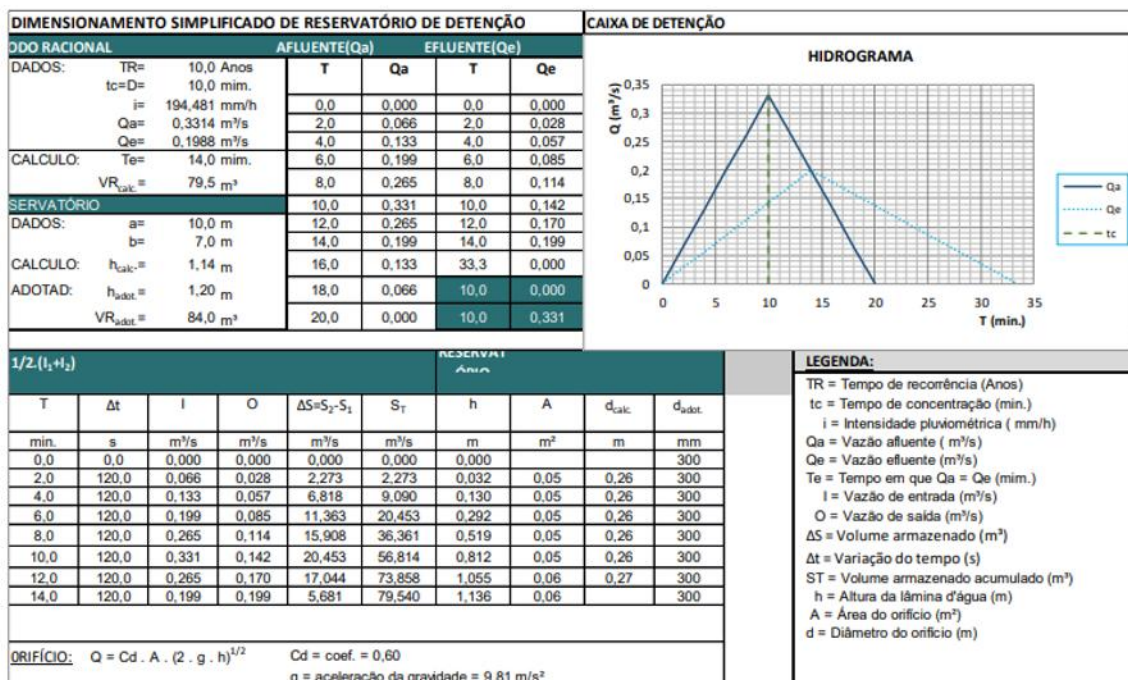 DIMENSIONAMENTO SIMPLIFICADO DE RESERVATÓRIO DE DETENÇÃO
ODO RACIONAL AFLUENTE(Qa) EFLUENTE(Qe)
DADOS: TR= 10,0 Anos T Qa T Qe
tc=D= 10,0 mim.
i= 194,481 mm/h 0,0 0,000 0,0 0,000
Qa= 0,3314 m³/s 2,0 0,066 2,0 0,028
Qe= 0,1988 m³/s 4,0 0,133 4,0 0,057
CALCULO: Te= 14,0 mim. 6,0 0,199 6,0 0,085
VRcalc.= 79,5 m³ 8,0 0,265 8,0 0,114
SERVATÓRIO 10,0 0,331 10,0 0,142
DADOS: a= 10,0 m 12,0 0,265 12,0 0,170
b= 7,0 m 14,0 0,199 14,0 0,199
CALCULO: hcalc.= 1,14 m 16,0 0,133 33,3 0,000
ADOTAD: hadot.= 1,20 m 18,0 0,066 10,0 0,000
VRadot.= 84,0 m³ 20,0 0,000 10,0 0,331
CAIXA DE DETENÇÃO
HIDROGRAMA
Q (m³/s)
0,35
0,3
0,25
0,2
0,15
0,1
0,05
0
0 5 10 15 20 25 30 35
T (min.)
Qa
Qe
tc
1/2.(I₁+I₂) RESERVAT
ÓRIO
T Δt I O ΔS=S₂-S₁ ST h A dcalc. dadot.
min. s m³/s m³/s m³/s m³/s m m² m mm
0,0 0,0 0,000 0,000 0,000 0,000 0,000 300
2,0 120,0 0,066 0,028 2,273 2,273 0,032 0,05 0,26 300
4,0 120,0 0,133 0,057 6,818 9,090 0,130 0,05 0,26 300
6,0 120,0 0,199 0,085 11,363 20,453 0,292 0,05 0,26 300
8,0 120,0 0,265 0,114 15,908 36,361 0,519 0,05 0,26 300
10,0 120,0 0,331 0,142 20,453 56,814 0,812 0,05 0,26 300
12,0 120,0 0,265 0,170 17,044 73,858 1,055 0,06 0,27 300
14,0 120,0 0,199 0,199 5,681 79,540 1,136 0,06 300
0RIFÍCIO: Q = Cd . A . (2 . g . h)^1/2 Cd = coef. = 0,60
g = aceleração da gravidade = 9,81 m/s²
LEGENDA:
TR = Tempo de recorrência (Anos)
tc = Tempo de concentração (min.)
i = Intensidade pluviométrica ( mm/h)
Qa = Vazão afluente ( m³/s)
Qe = Vazão efluente (m³/s)
Te = Tempo em que Qa = Qe (mim.)
I = Vazão de entrada (m³/s)
O = Vazão de saída (m³/s)
ΔS = Volume armazenado (m³)
Δt = Variação do tempo (s)
ST = Volume armazenado acumulado (m³)
h = Altura da lâmina d'água (m)
A = Área do orifício (m²)
d = Diâmetro do orifício (m)